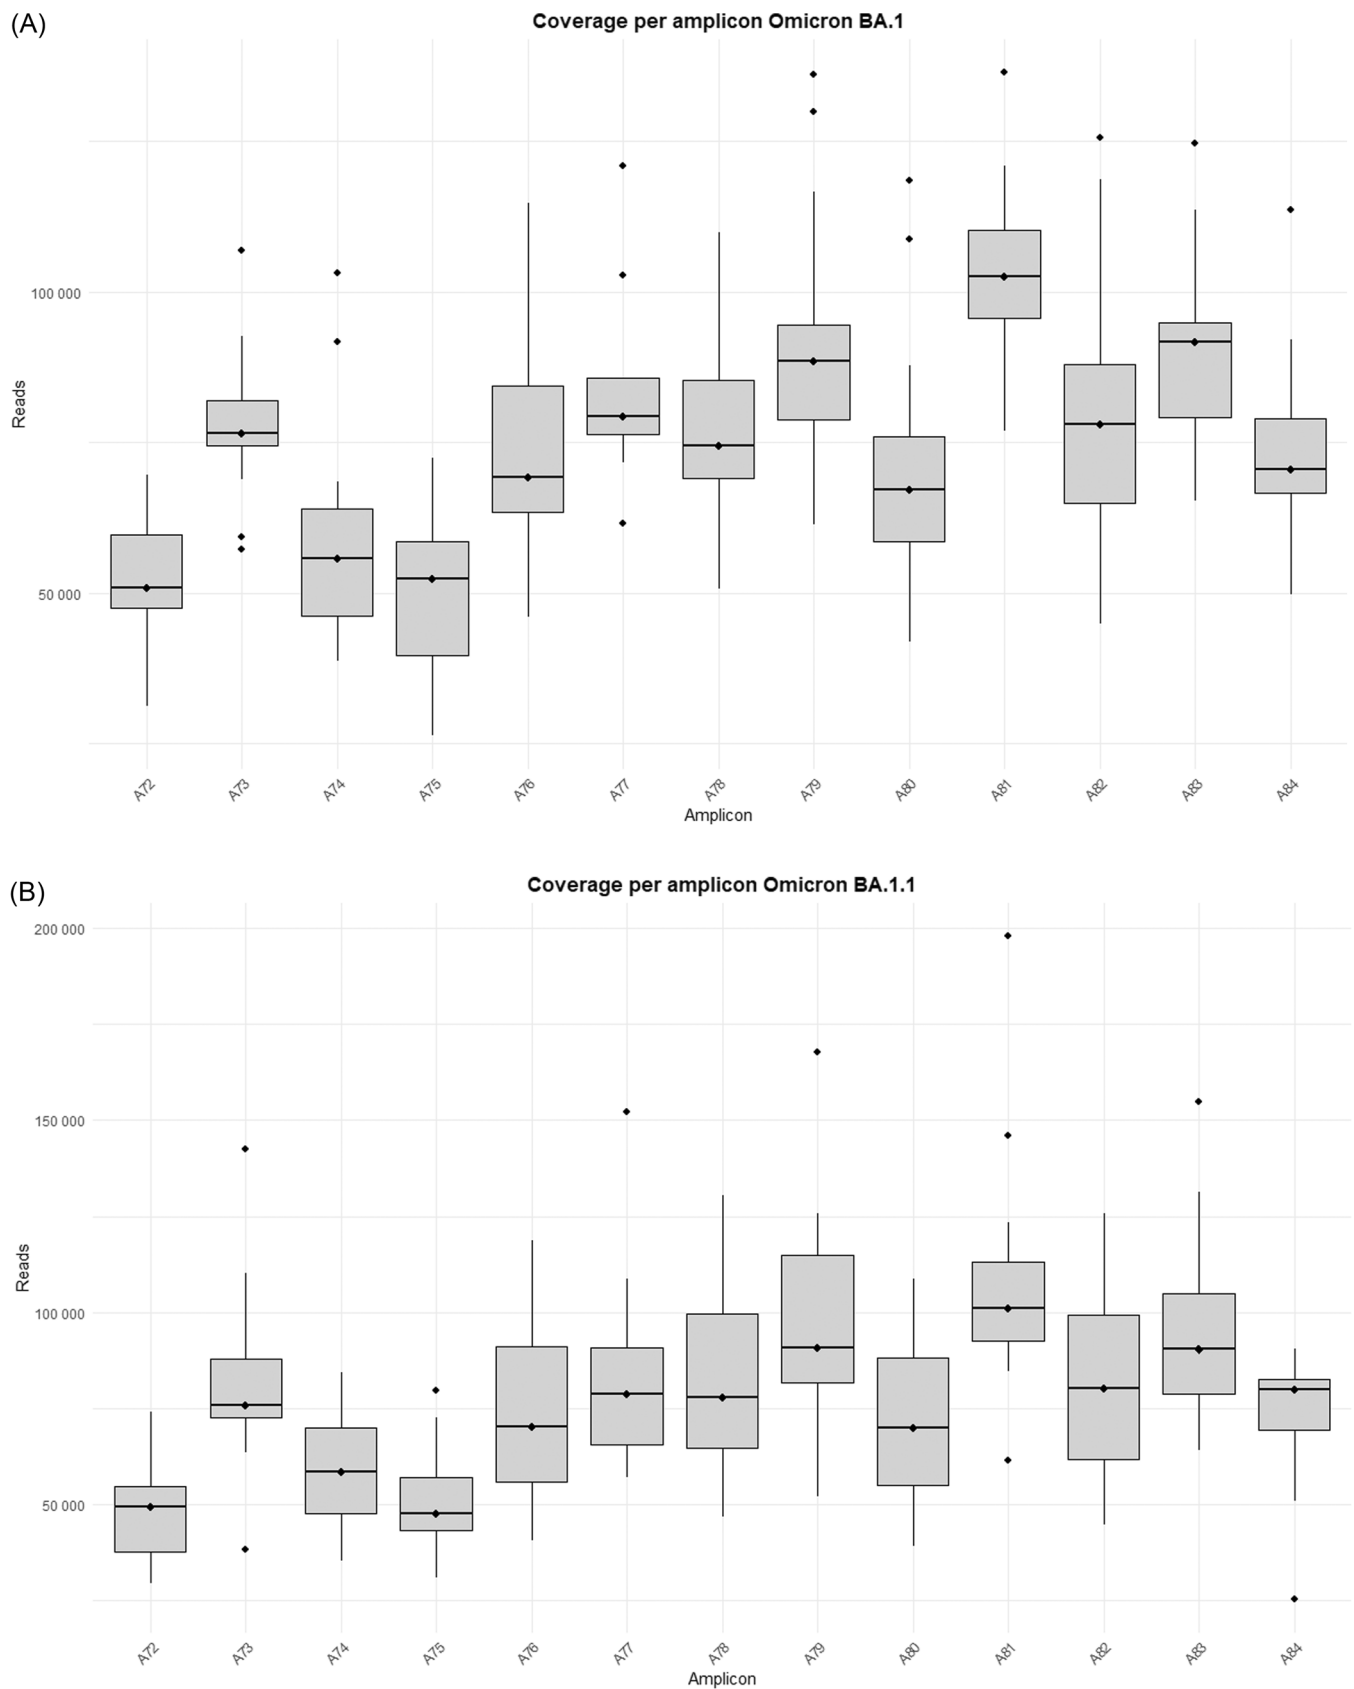 (A)
Coverage per amplicon Omicron BA.1
100 000
50 000
Reads
A72 A73 A74 A75 A76 A77 A78 A79 A80 A81 A82 A83 A84
Amplicon
(B)
Coverage per amplicon Omicron BA.1.1
200 000
150 000
100 000
50 000
Reads
A72 A73 A74 A75 A76 A77 A78 A79 A80 A81 A82 A83 A84
Amplicon